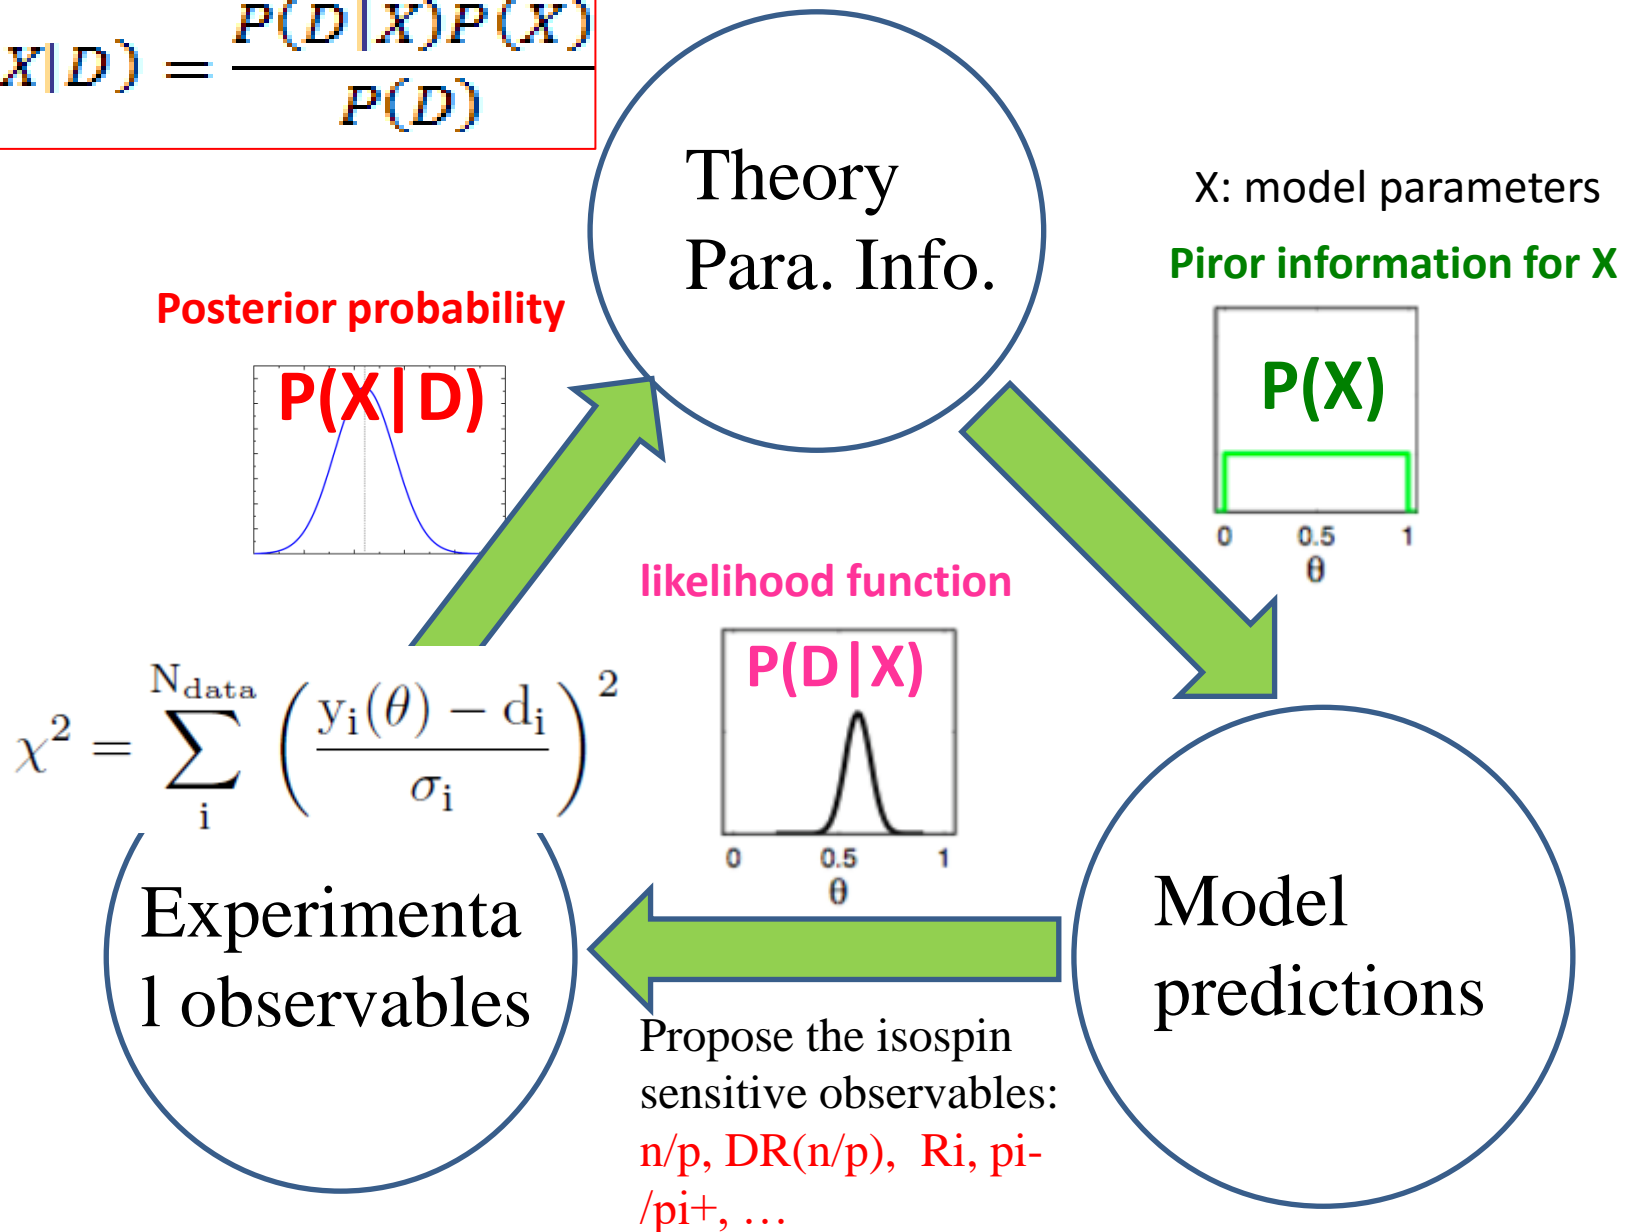 X|D) = P(D|X)P(X) / P(D)
Theory
Para. Info.
X: model parameters
Piror information for X
P(X)
0 0.5 1
θ
Posterior probability
P(X|D)
likelihood function
P(D|X)
0 0.5 1
θ
χ² = ∑_i^{N_data} ( (y_i(θ) − d_i) / σ_i )²
Experimenta
l observables
Model
predictions
Propose the isospin
sensitive observables:
n/p, DR(n/p), Ri, pi-
/pi+, …